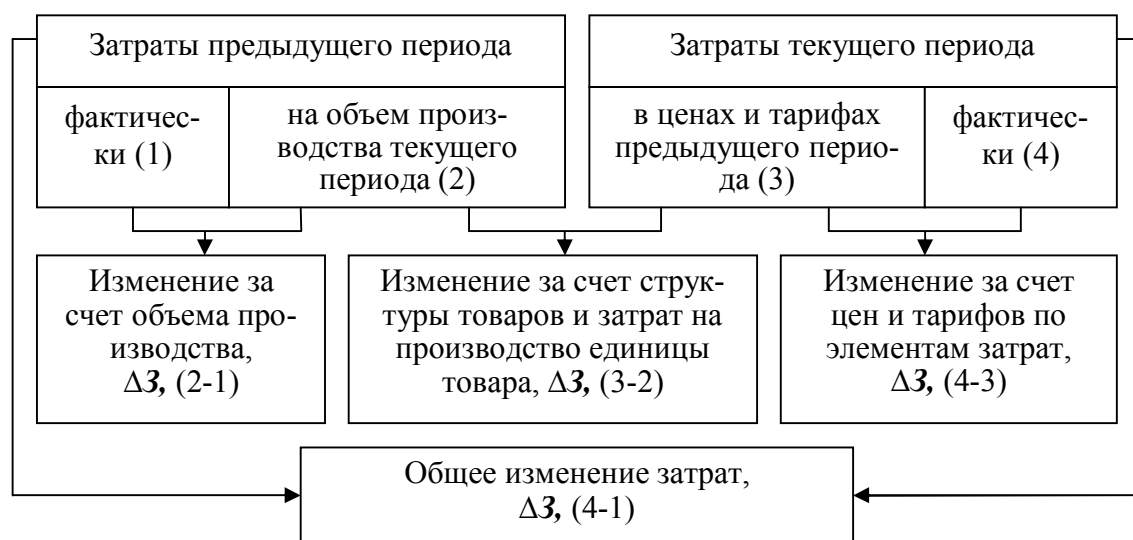 Затраты предыдущего периода
Затраты текущего периода
фактичес-
ки (1)
на объем произ-
водства текущего
периода (2)
в ценах и тарифах
предыдущего перио-
да (3)
фактичес-
ки (4)
Изменение за
счет объема про-
изводства,
ΔЗ, (2-1)
Изменение за счет струк-
туры товаров и затрат на
производство единицы
товара, ΔЗ, (3-2)
Изменение за счет
цен и тарифов по
элементам затрат,
ΔЗ, (4-3)
Общее изменение затрат,
ΔЗ, (4-1)